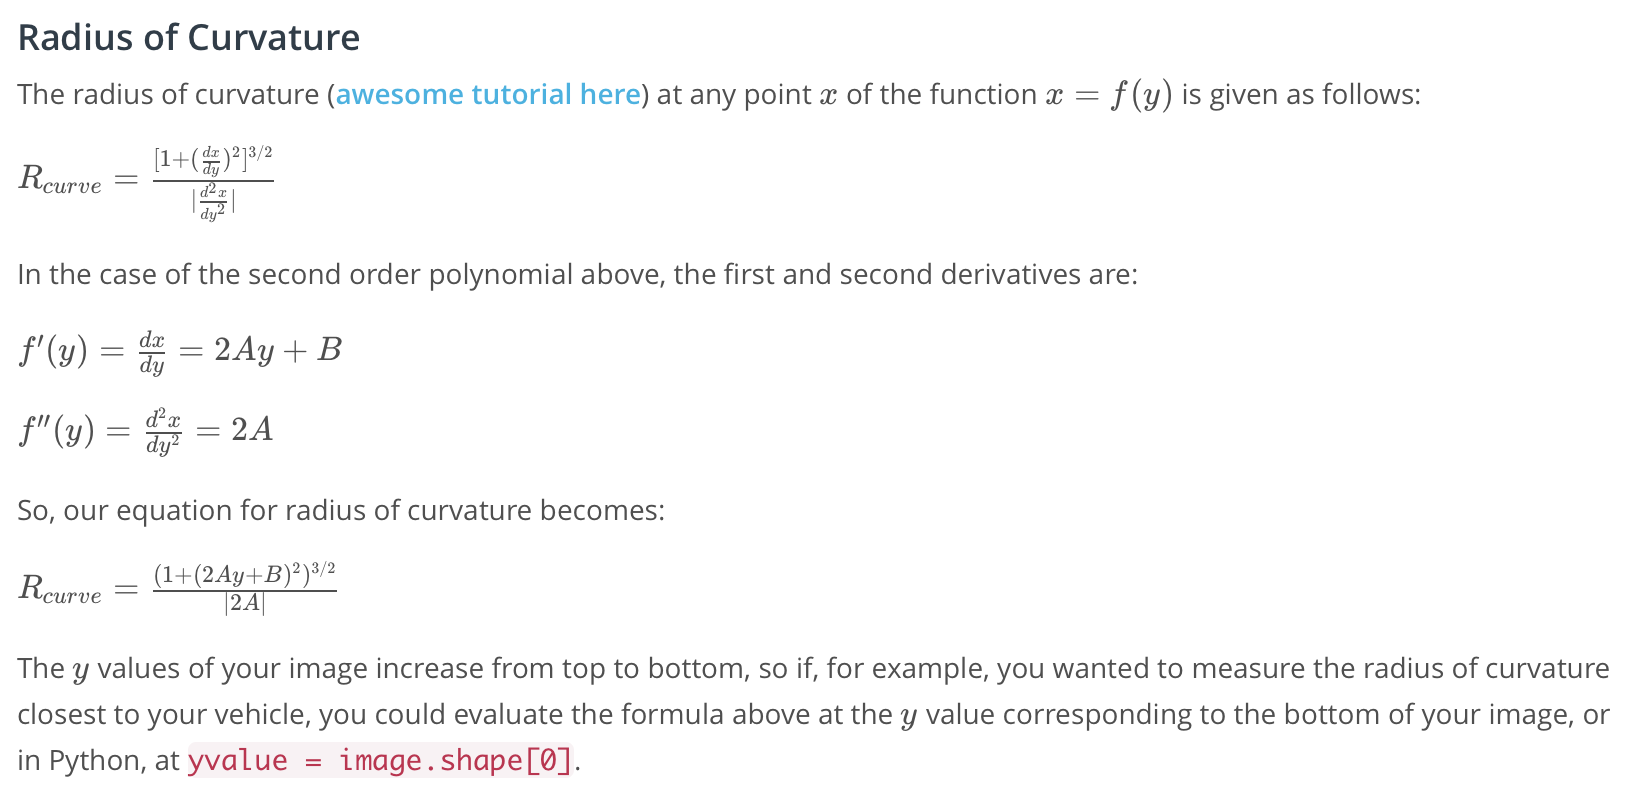 Radius of Curvature
The radius of curvature (awesome tutorial here) at any point x of the function x = f(y) is given as follows:
R_{curve} = \frac{[1+(\frac{dx}{dy})^2]^{3/2}}{|\frac{d^2x}{dy^2}|}
In the case of the second order polynomial above, the first and second derivatives are:
f'(y) = \frac{dx}{dy} = 2Ay + B
f''(y) = \frac{d^2x}{dy^2} = 2A
So, our equation for radius of curvature becomes:
R_{curve} = \frac{(1+(2Ay+B)^2)^{3/2}}{|2A|}
The y values of your image increase from top to bottom, so if, for example, you wanted to measure the radius of curvature
closest to your vehicle, you could evaluate the formula above at the y value corresponding to the bottom of your image, or
in Python, at yvalue = image.shape[0].